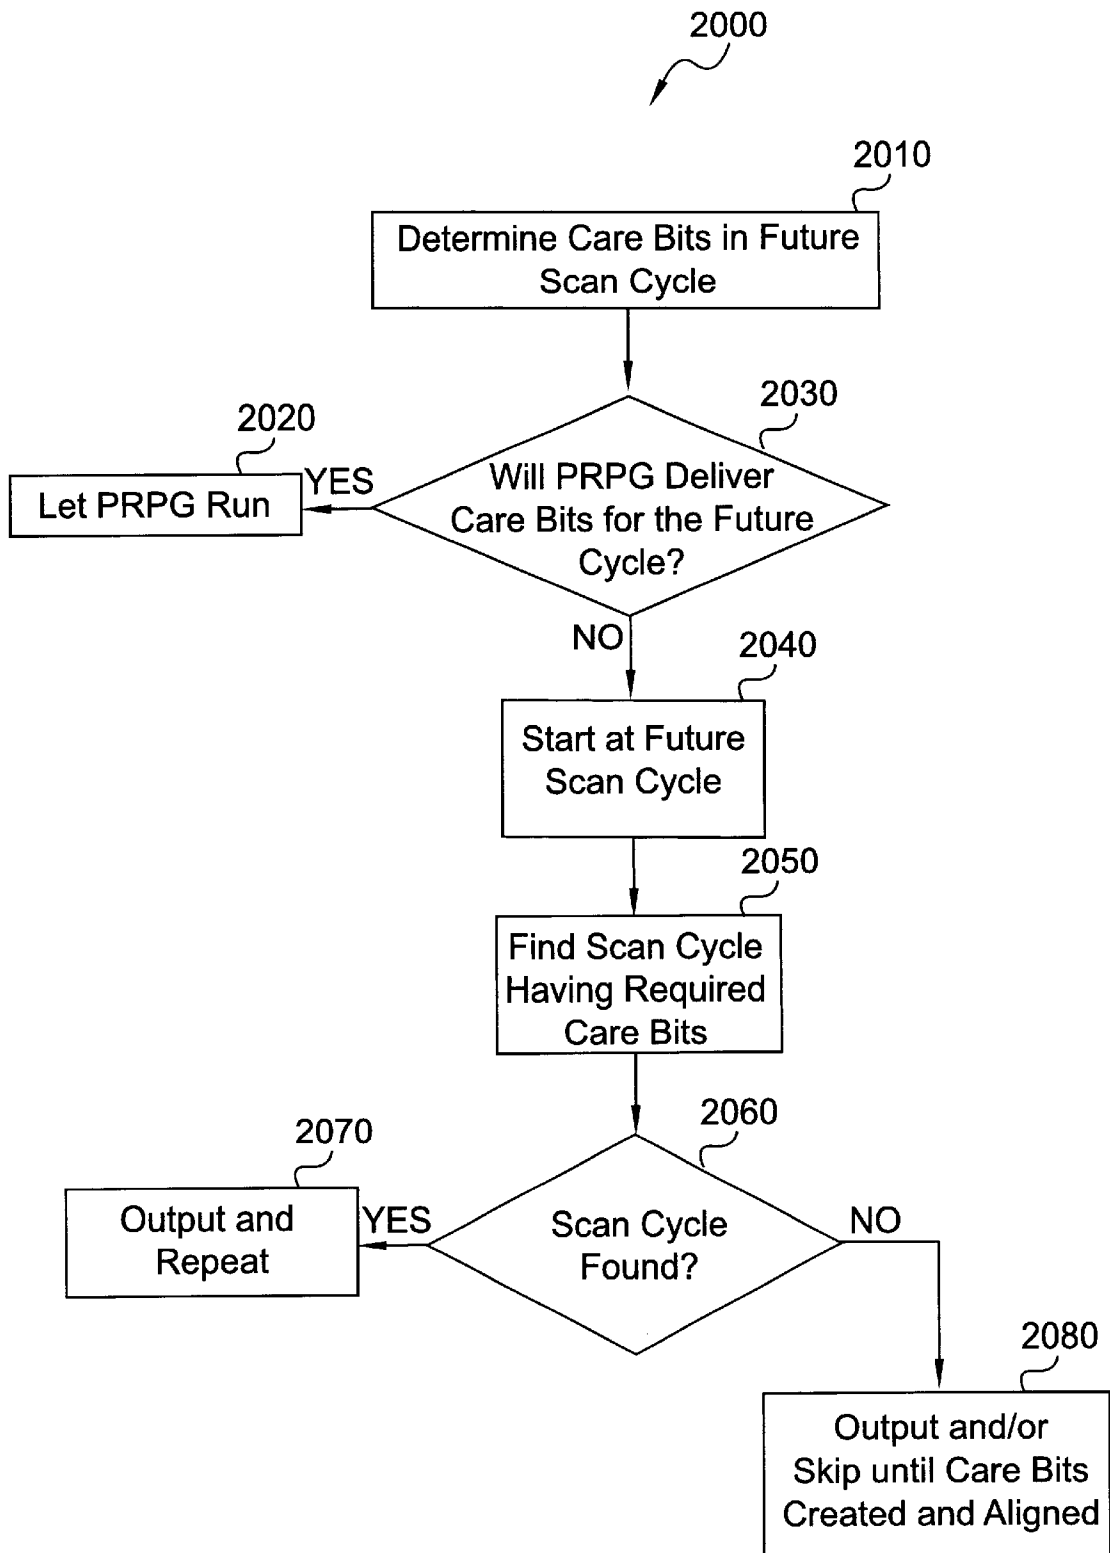 2000
2010
Determine Care Bits in Future
Scan Cycle
2030
2020
Will PRPG Deliver
Care Bits for the Future
Cycle?
YES
Let PRPG Run
NO
2040
Start at Future
Scan Cycle
2050
Find Scan Cycle
Having Required
Care Bits
2060
2070
Scan Cycle
Found?
YES
Output and
Repeat
NO
2080
Output and/or
Skip until Care Bits
Created and Aligned